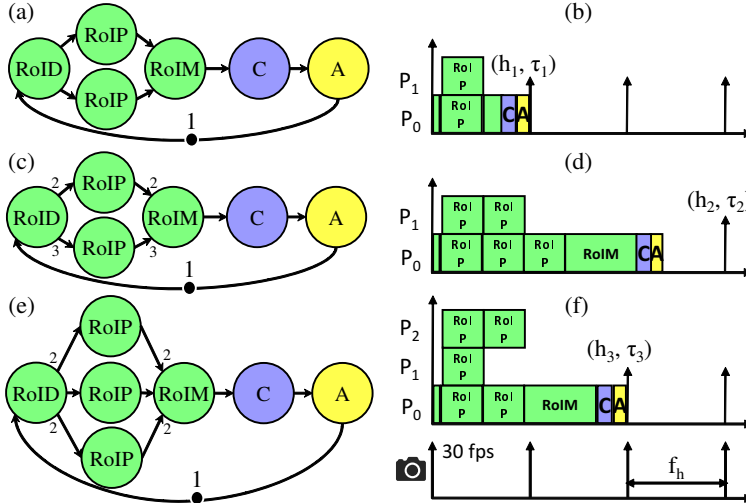 (a)
RoIP
RoID
RoIM
C
A
RoIP
1
(b)
P1
P0
RoI
P
RoI
P
C
A
(h1, τ1)
(c)
2
RoIP
2
RoID
RoIM
C
A
3
RoIP
3
1
(d)
P1
P0
RoI
P
RoI
P
RoI
P
RoI
P
RoI
P
RoIM
C
A
(h2, τ2)
(e)
RoIP
2
2
RoID
RoIP
RoIM
C
A
2
2
RoIP
1
(f)
P2
P1
P0
RoI
P
RoI
P
RoI
P
RoI
P
RoI
P
RoIM
C
A
(h3, τ3)
30 fps
fh